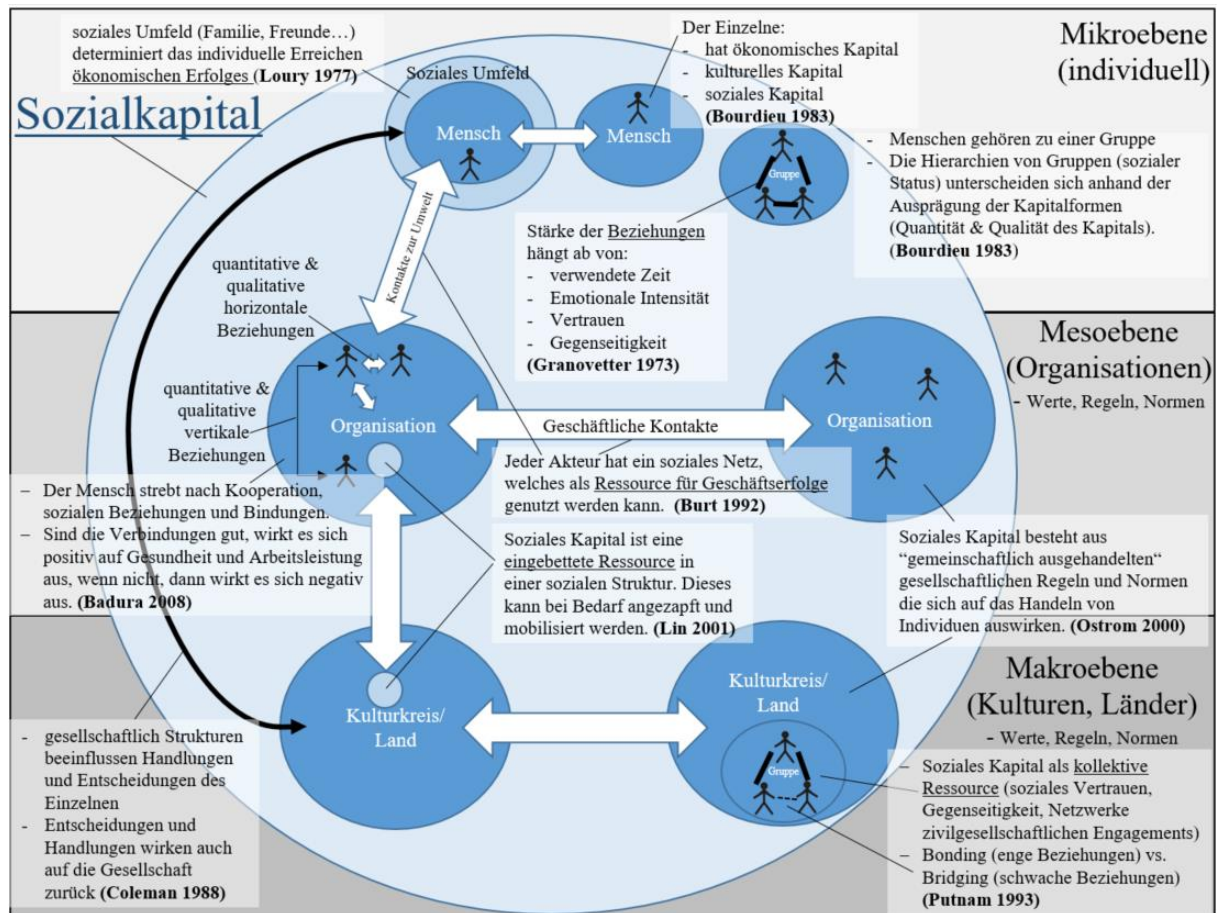 soziales Umfeld (Familie, Freunde…)
determiniert das individuelle Erreichen
ökonomischen Erfolges (Loury 1977)
Sozialkapital
Soziales Umfeld
Mensch
Mensch
Der Einzelne:
- hat ökonomisches Kapital
- kulturelles Kapital
- soziales Kapital
(Bourdieu 1983)
Mikroebene
(individuell)
Gruppe
- Menschen gehören zu einer Gruppe
- Die Hierarchien von Gruppen (sozialer
Status) unterscheiden sich anhand der
Ausprägung der Kapitalformen
(Quantität & Qualität des Kapitals).
(Bourdieu 1983)
Kontakte zur Umwelt
Stärke der Beziehungen
hängt ab von:
- verwendete Zeit
- Emotionale Intensität
- Vertrauen
- Gegenseitigkeit
(Granovetter 1973)
quantitative &
qualitative
horizontale
Beziehungen
quantitative &
qualitative
vertikale
Beziehungen
Organisation
Geschäftliche Kontakte
Organisation
Mesoebene
(Organisationen)
- Werte, Regeln, Normen
Jeder Akteur hat ein soziales Netz,
welches als Ressource für Geschäftserfolge
genutzt werden kann. (Burt 1992)
– Der Mensch strebt nach Kooperation,
sozialen Beziehungen und Bindungen.
– Sind die Verbindungen gut, wirkt es sich
positiv auf Gesundheit und Arbeitsleistung
aus, wenn nicht, dann wirkt es sich negativ
aus. (Badura 2008)
Soziales Kapital ist eine
eingebettete Ressource in
einer sozialen Struktur. Dieses
kann bei Bedarf angezapft und
mobilisiert werden. (Lin 2001)
Soziales Kapital besteht aus
“gemeinschaftlich ausgehandelten“
gesellschaftlichen Regeln und Normen
die sich auf das Handeln von
Individuen auswirken. (Ostrom 2000)
Kulturkreis/
Land
Kulturkreis/
Land
Gruppe
Makroebene
(Kulturen, Länder)
- Werte, Regeln, Normen
- gesellschaftlich Strukturen
beeinflussen Handlungen
und Entscheidungen des
Einzelnen
- Entscheidungen und
Handlungen wirken auch
auf die Gesellschaft
zurück (Coleman 1988)
– Soziales Kapital als kollektive
Ressource (soziales Vertrauen,
Gegenseitigkeit, Netzwerke
zivilgesellschaftlichen Engagements)
– Bonding (enge Beziehungen) vs.
Bridging (schwache Beziehungen)
(Putnam 1993)